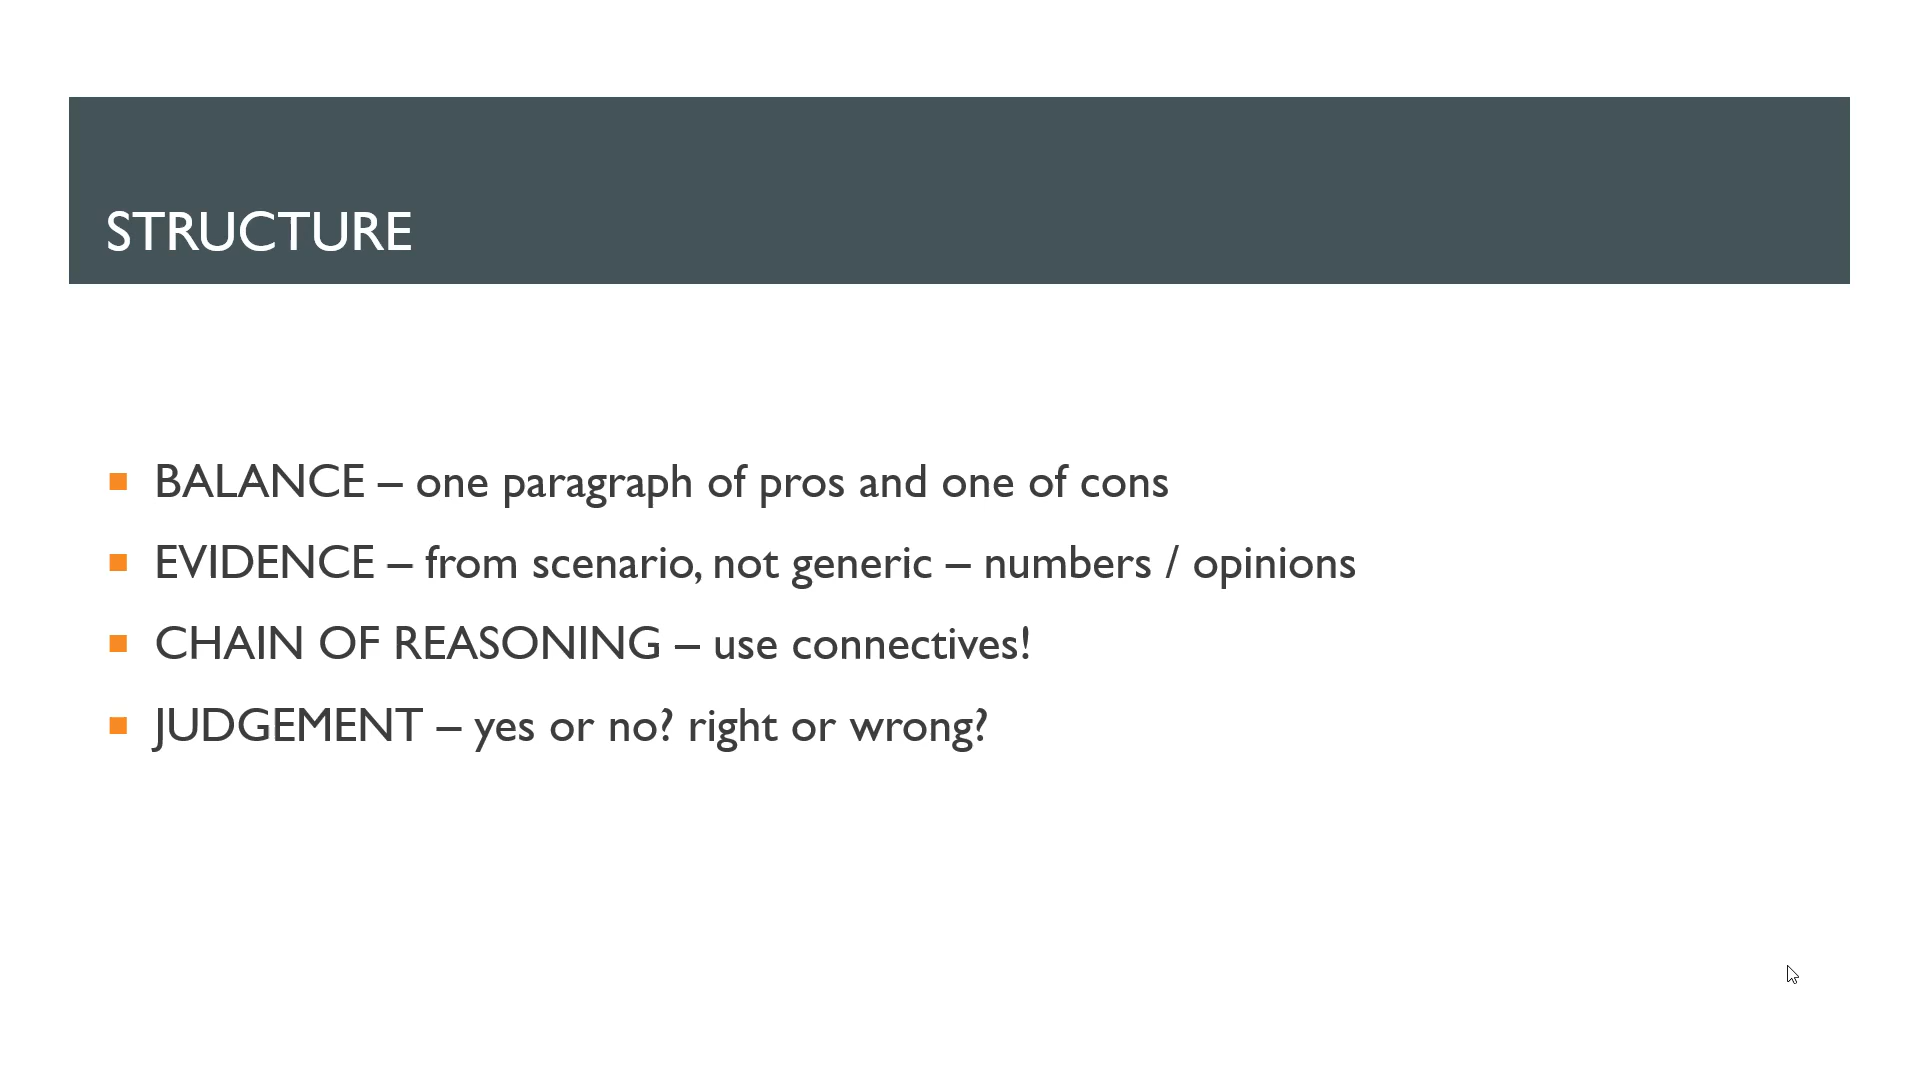 STRUCTURE
BALANCE – one paragraph of pros and one of cons
EVIDENCE – from scenario, not generic – numbers / opinions
CHAIN OF REASONING – use connectives!
JUDGEMENT – yes or no? right or wrong?